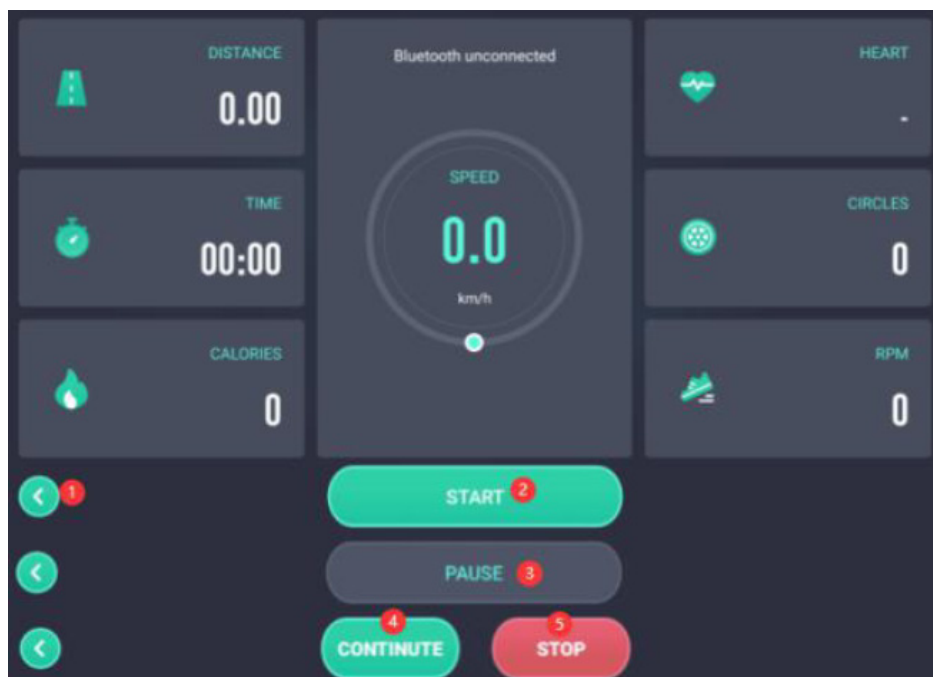 DISTANCE
0.00
Bluetooth unconnected
HEART
-
TIME
00:00
SPEED
0.0
km/h
CIRCLES
0
CALORIES
0
RPM
0
1
START 2
PAUSE 3
4
CONTINUTE
5
STOP